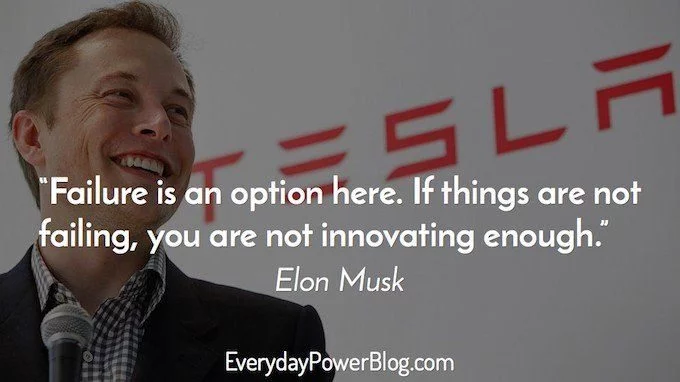 TESLA
“Failure is an option here. If things are not
failing, you are not innovating enough.”
Elon Musk
EverydayPowerBlog.com